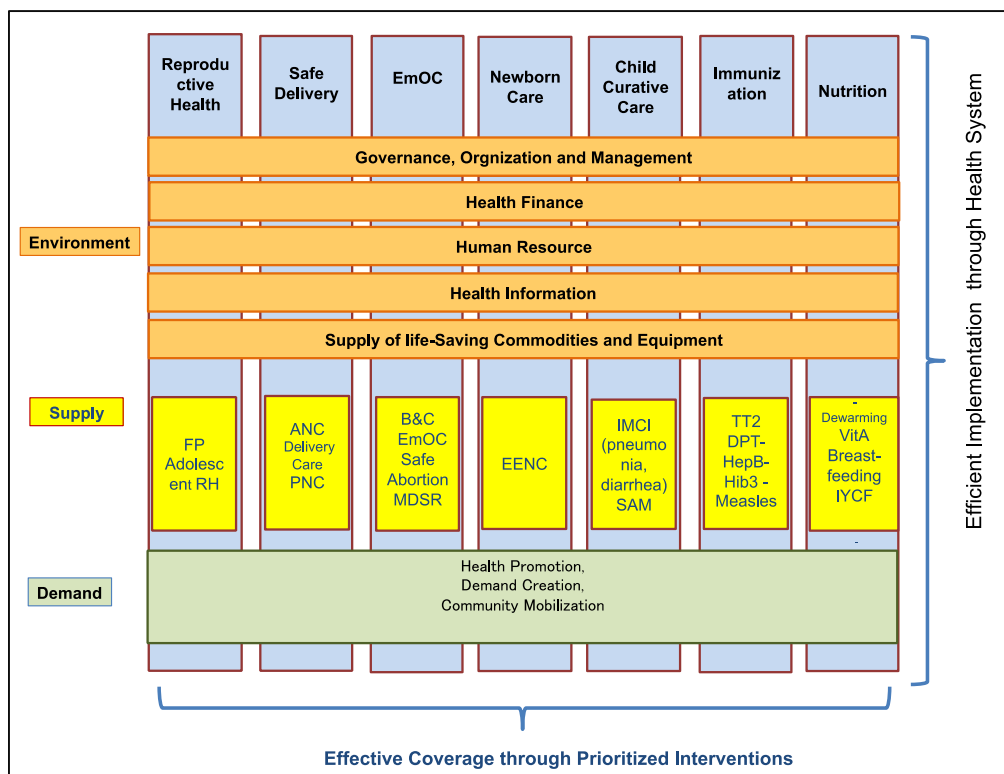 Reprodu
ctive
Health
Safe
Delivery
EmOC
Newborn
Care
Child
Curative
Care
Immuniz
ation
Nutrition
Governance, Orgnization and Management
Health Finance
Environment
Human Resource
Health Information
Supply of life-Saving Commodities and Equipment
Supply
FP
Adolesc
ent RH
ANC
Delivery
Care
PNC
B&C
EmOC
Safe
Abortion
MDSR
EENC
IMCI
(pneumo
nia,
diarrhea)
SAM
TT2
DPT-
HepB-
Hib3 -
Measles
-
Dewarming
VitA
Breast-
feeding
IYCF
-
Demand
Health Promotion,
Demand Creation,
Community Mobilization
Effective Coverage through Prioritized Interventions
Efficient Implementation through Health System